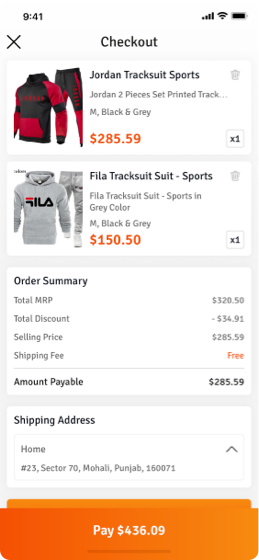 9:41
Checkout
Jordan Tracksuit Sports
Jordan 2 Pieces Set Printed Track...
M, Black & Grey
$285.59
x1
Fila Tracksuit Suit - Sports
FILA
Fila Tracksuit Suit - Sports in
Grey Color
M, Black & Grey
$150.50
x1
Order Summary
Total MRP $320.50
Total Discount - $34.91
Selling Price $285.59
Shipping Fee Free
Amount Payable $285.59
Shipping Address
Home
#23, Sector 70, Mohali, Punjab, 160071
Pay $436.09